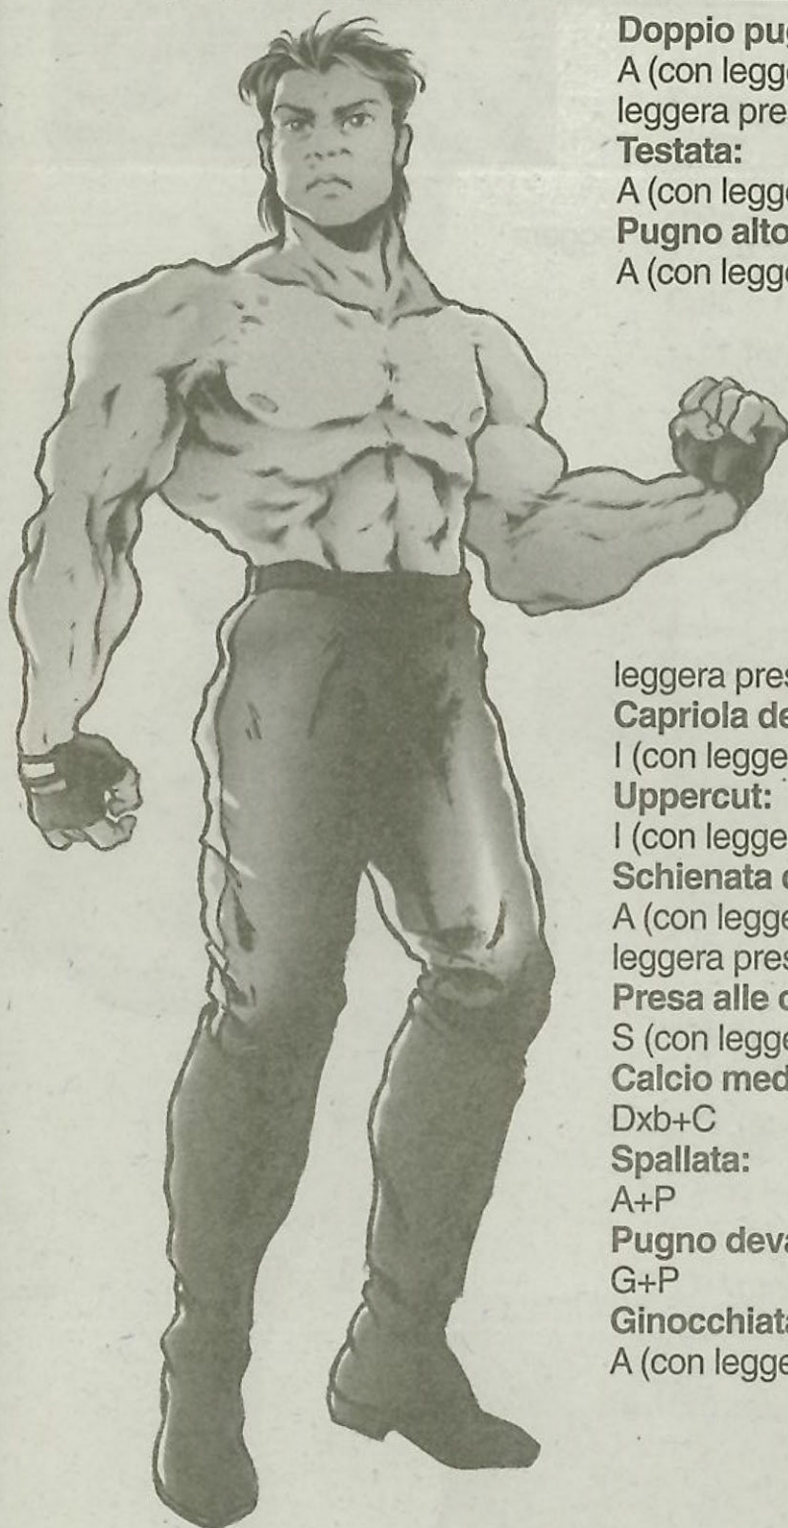 Doppio pug
A (con legge
leggera pre
Testata:
A (con legge
Pugno alto
A (con legge
leggera pres
Capriola de
I (con legge
Uppercut:
I (con legge
Schienata d
A (con legge
leggera pres
Presa alle c
S (con legge
Calcio med
Dxb+C
Spallata:
A+P
Pugno deva
G+P
Ginocchiata
A (con legge